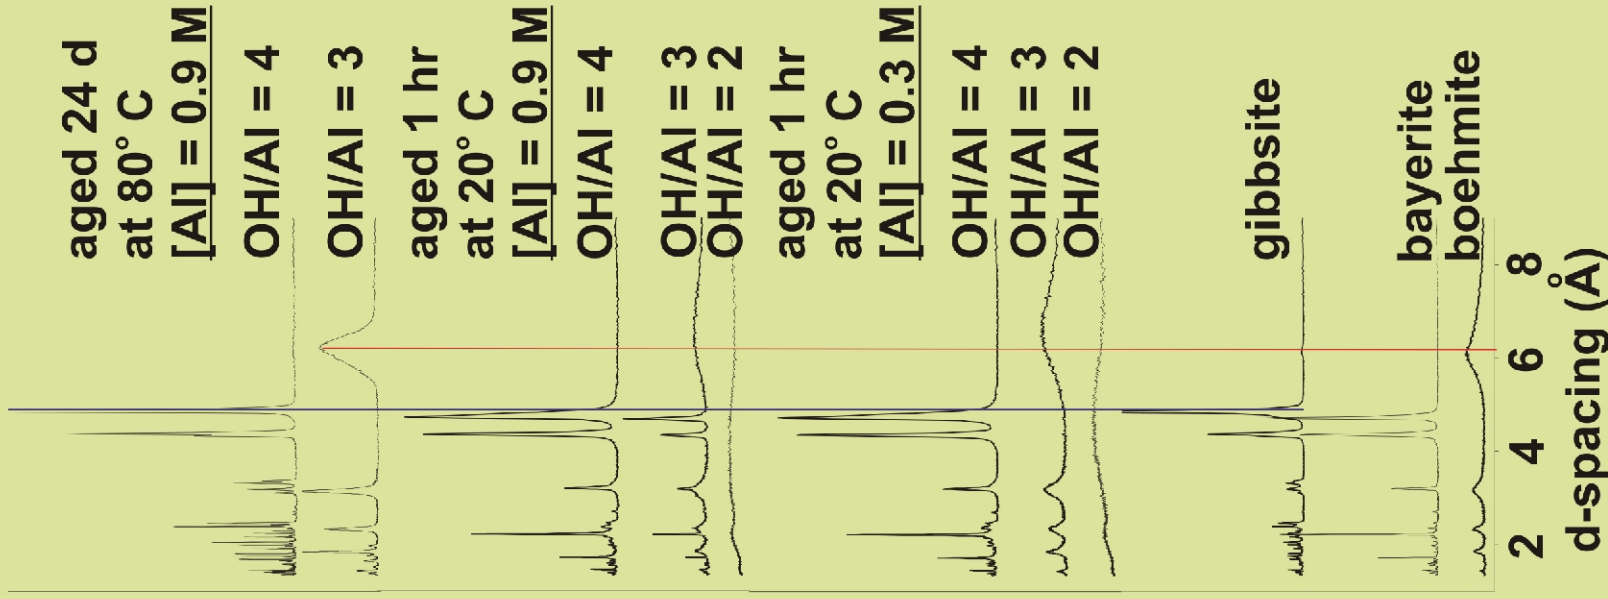 aged 24 d
at 80° C
[Al] = 0.9 M
OH/Al = 4
OH/Al = 3
aged 1 hr
at 20° C
[Al] = 0.9 M
OH/Al = 4
OH/Al = 3
OH/Al = 2
aged 1 hr
at 20° C
[Al] = 0.3 M
OH/Al = 4
OH/Al = 3
OH/Al = 2
gibbsite
bayerite
boehmite
2 4 6 8
d-spacing (Å)